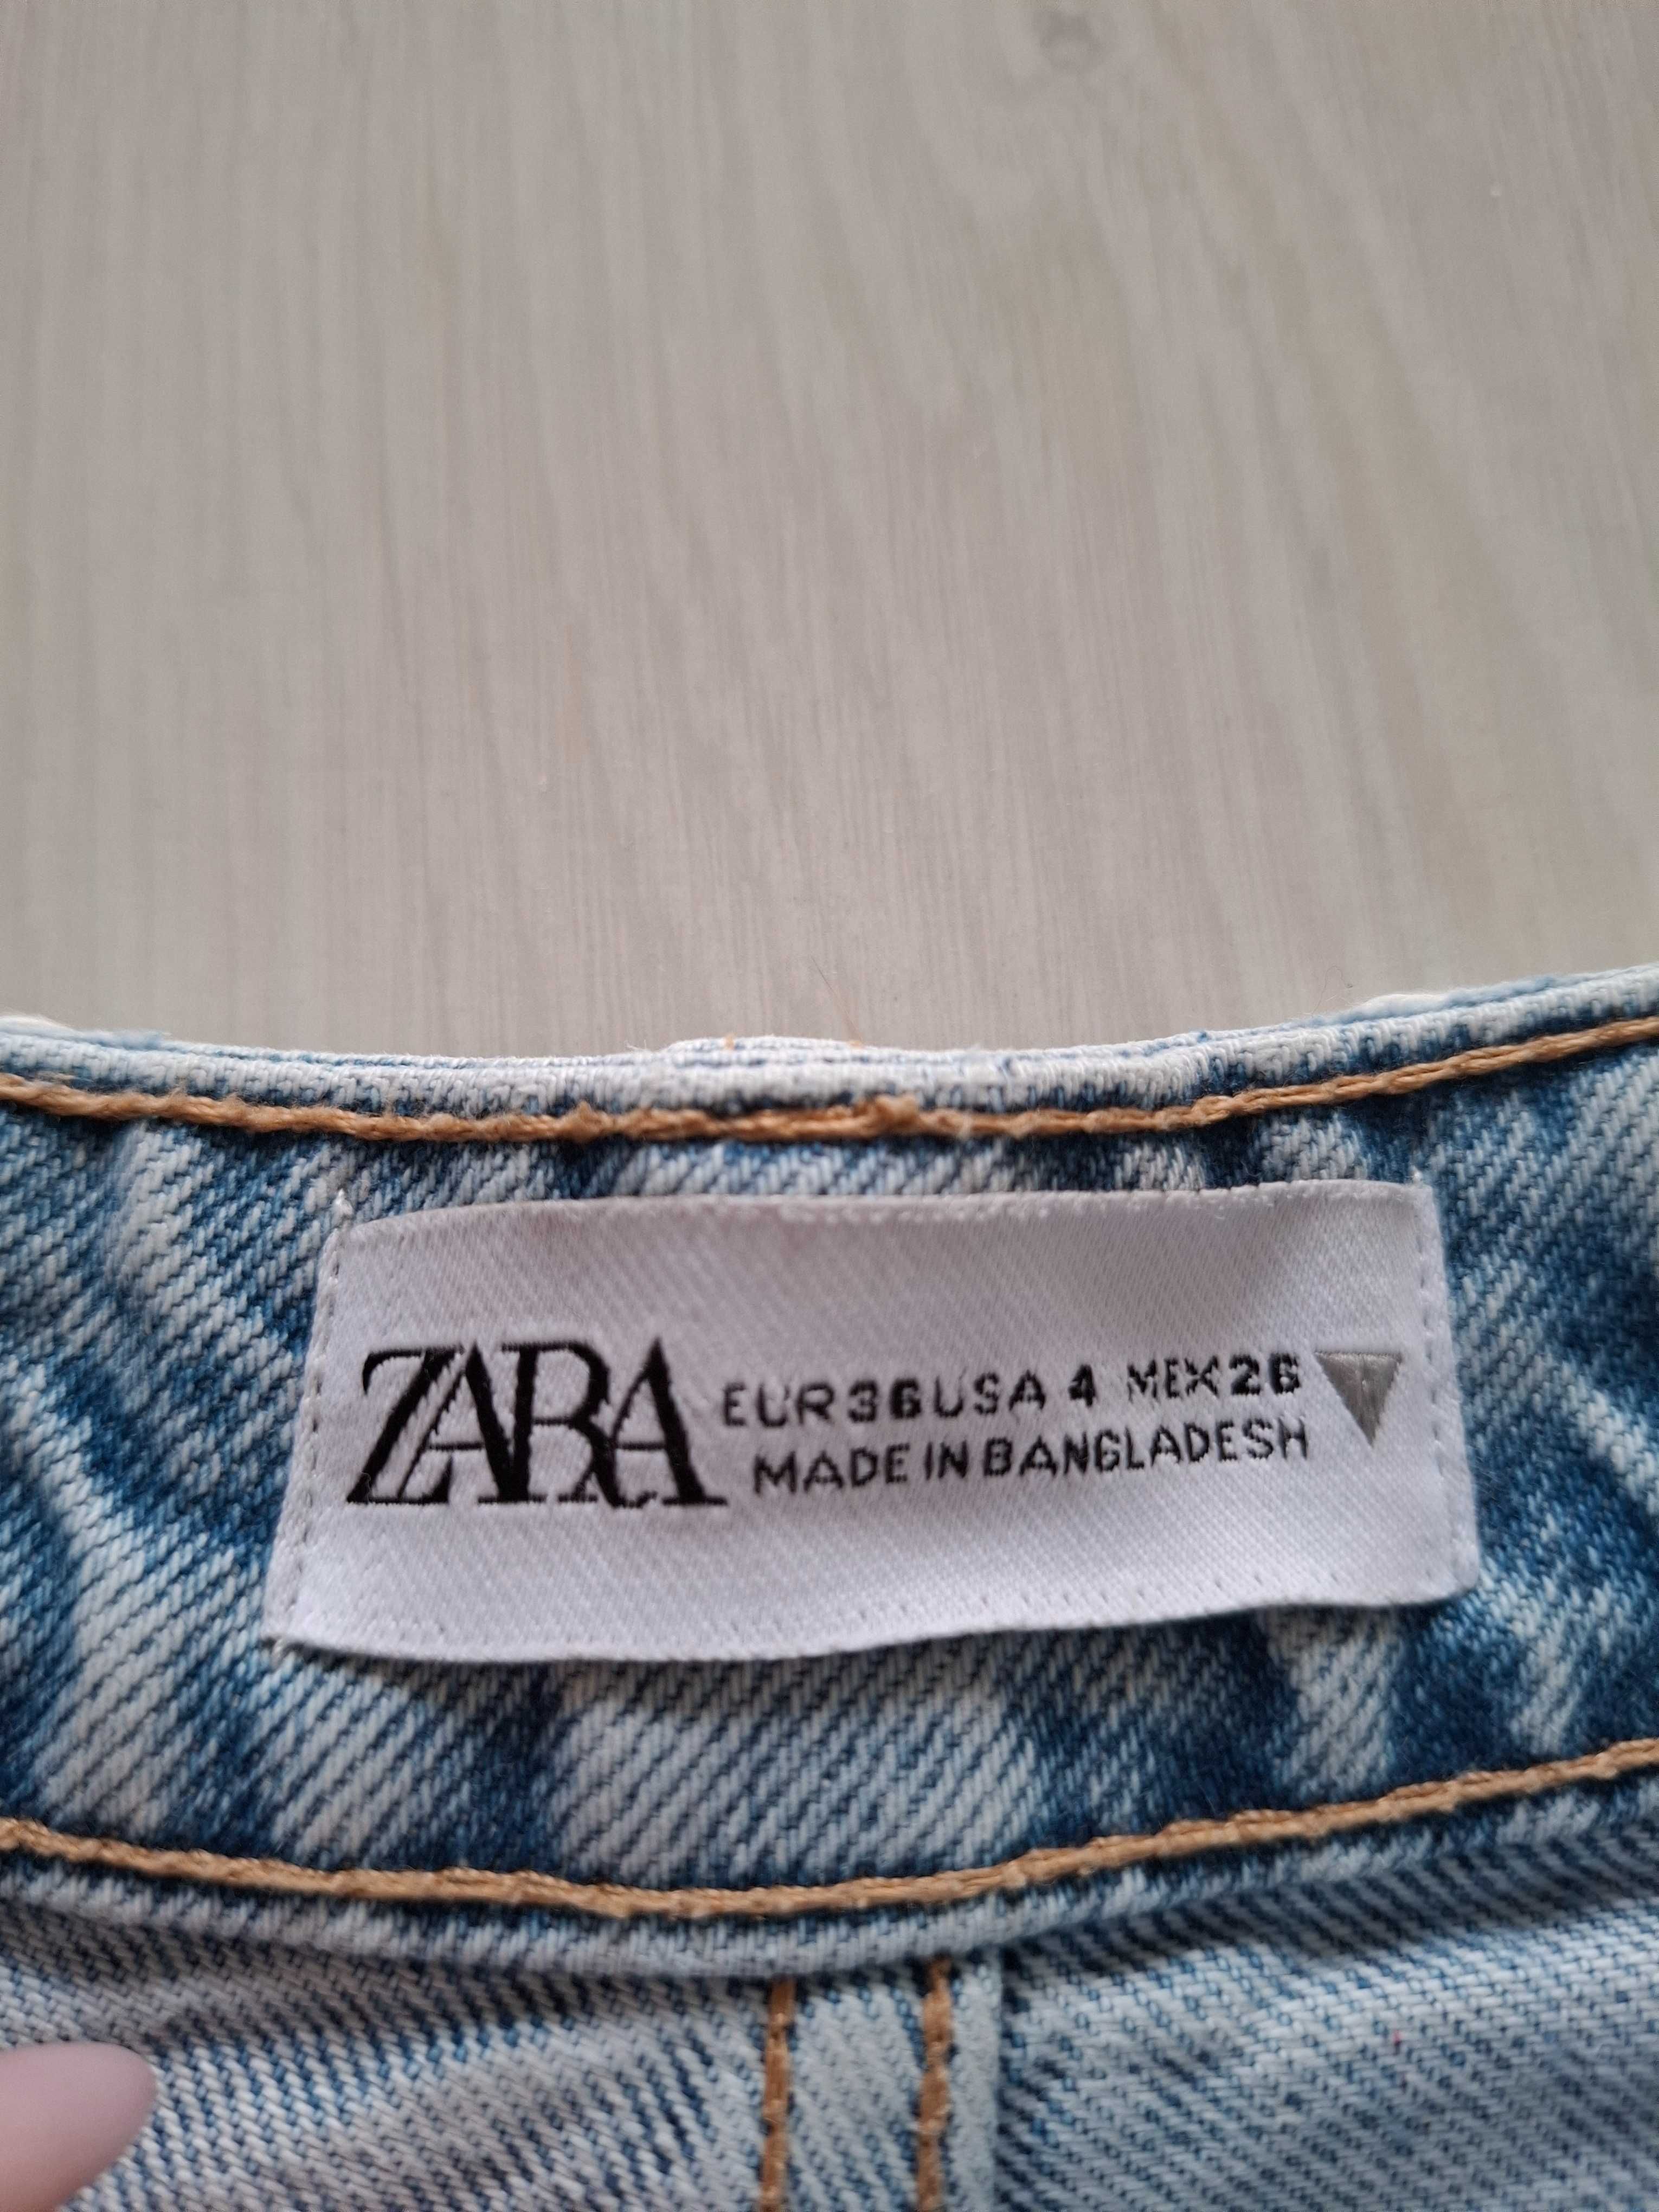 ZARA
EUR 36 USA 4 MEX 26
MADE IN BANGLADESH